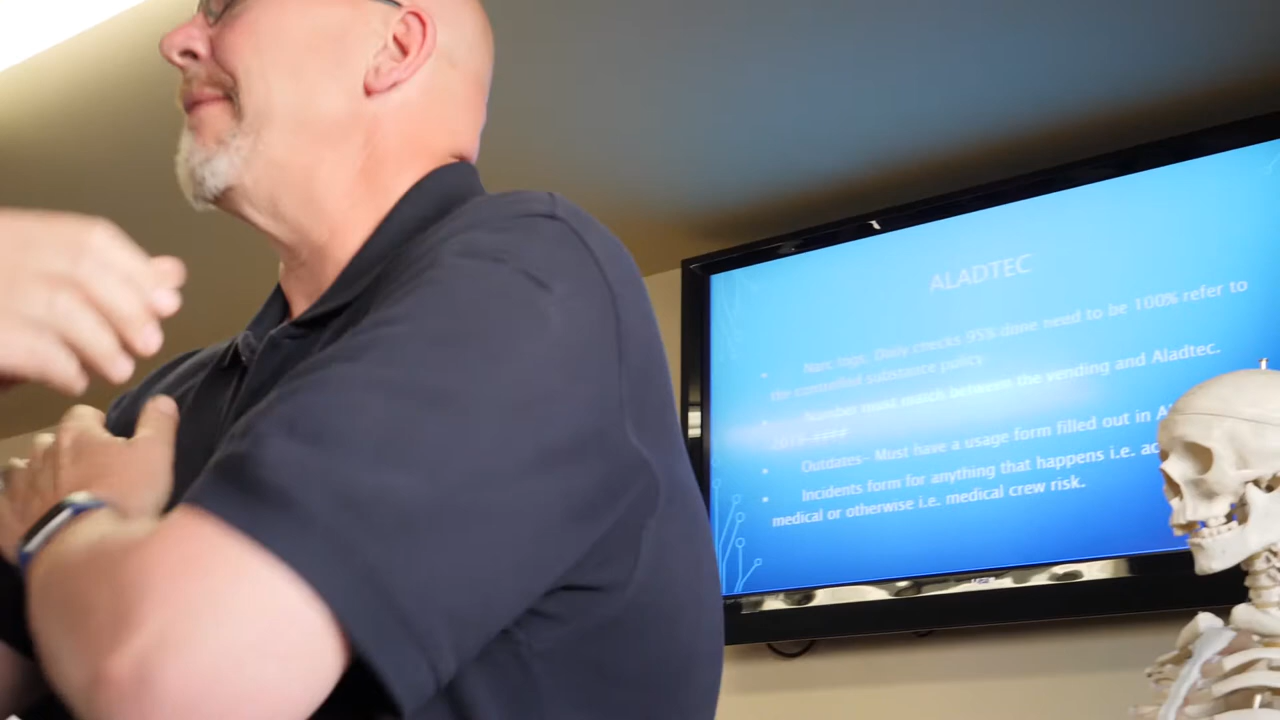 ALADTEC
Narc logs. Daily checks 95% done need to be 100% refer to
the controlled substance policy
Number must match between the vending and Aladtec.
Outdates- Must have a usage form filled out in
Incidents form for anything that happens i.e.
medical or otherwise i.e. medical crew risk.